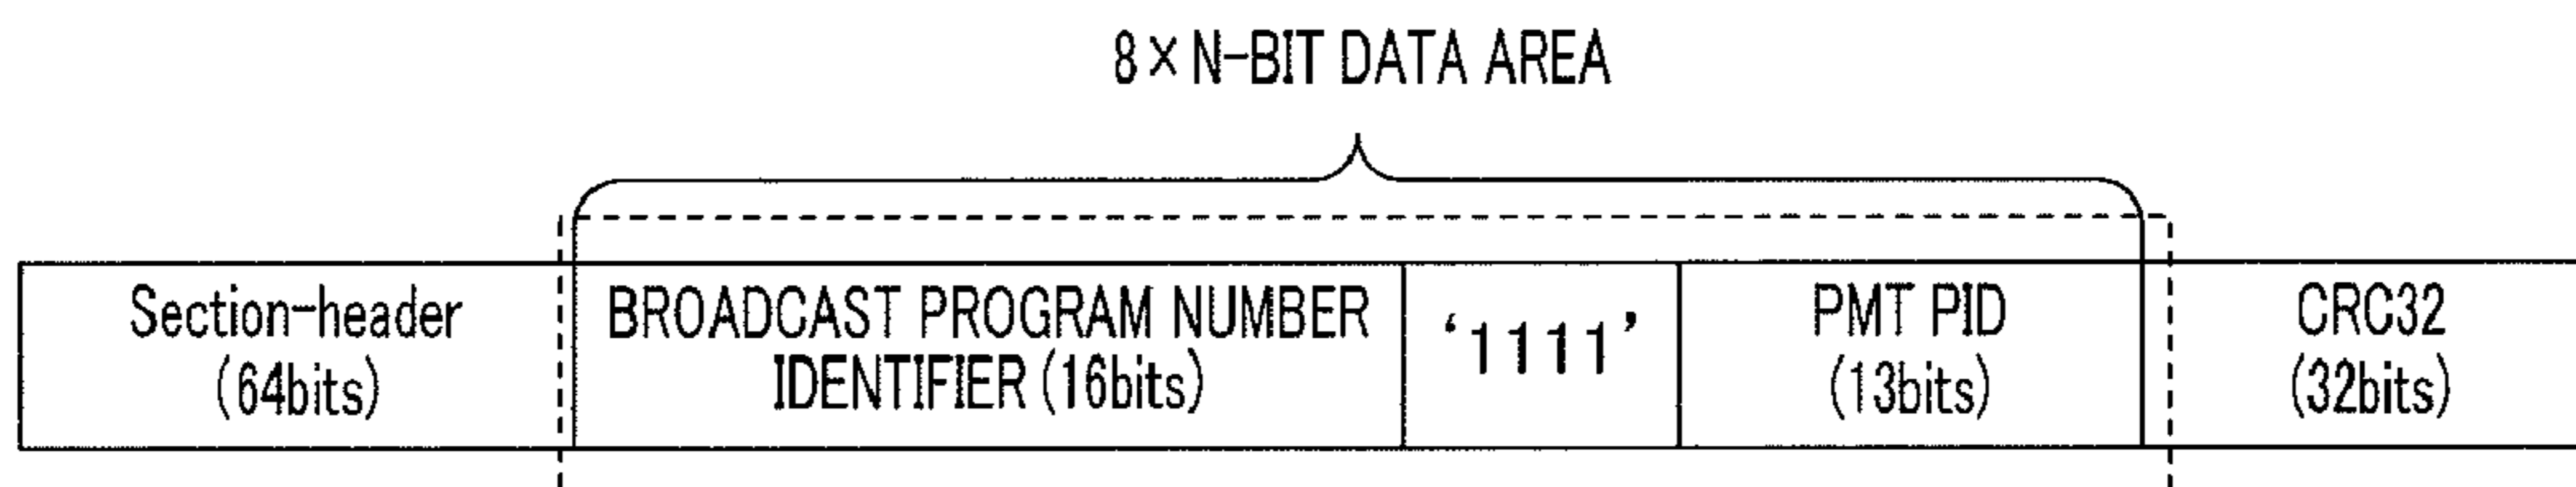 8×N-BIT DATA AREA
Section-header
(64bits)
BROADCAST PROGRAM NUMBER
IDENTIFIER (16bits)
‘1111’
PMT PID
(13bits)
CRC32
(32bits)